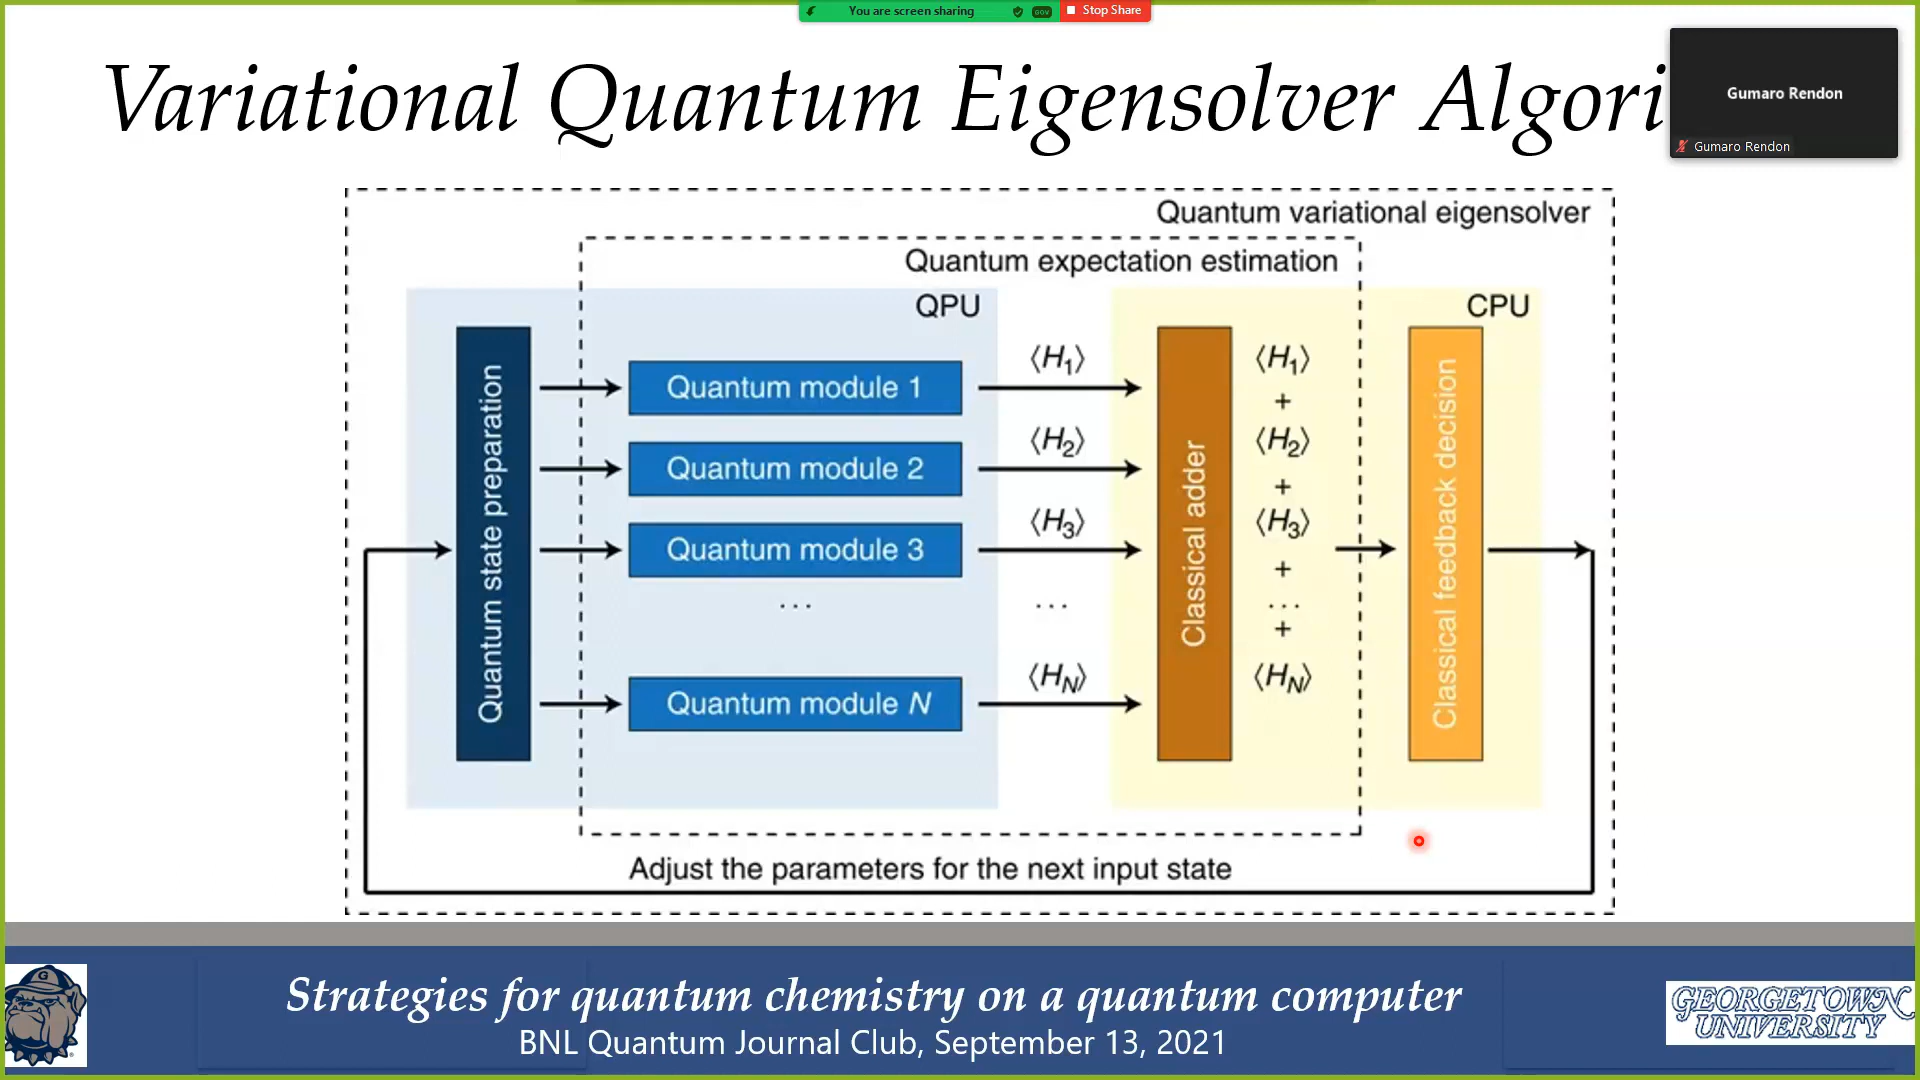 You are screen sharing
GOV
Stop Share
Variational Quantum Eigensolver Algori
Gumaro Rendon
Gumaro Rendon
Quantum variational eigensolver
Quantum expectation estimation
QPU
CPU
Quantum state preparation
Quantum module 1
Quantum module 2
Quantum module 3
...
Quantum module N
⟨H₁⟩
⟨H₂⟩
⟨H₃⟩
...
⟨H_N⟩
Classical adder
⟨H₁⟩
+
⟨H₂⟩
+
⟨H₃⟩
+
...
+
⟨H_N⟩
Classical feedback decision
Adjust the parameters for the next input state
G
Strategies for quantum chemistry on a quantum computer
BNL Quantum Journal Club, September 13, 2021
GEORGETOWN
UNIVERSITY